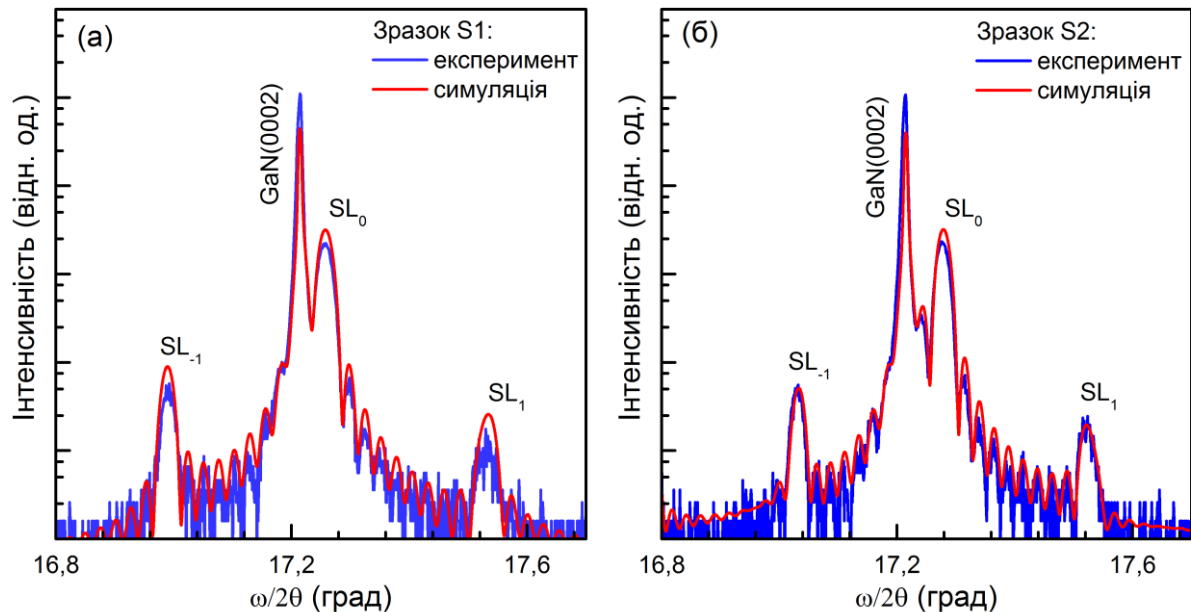 (а)
Зразок S1:
експеримент
симуляція
GaN(0002)
SL0
SL-1
SL1
Інтенсивність (відн. од.)
16,8
17,2
17,6
ω/2θ (град)
(б)
Зразок S2:
експеримент
симуляція
GaN(0002)
SL0
SL-1
SL1
Інтенсивність (відн. од.)
16,8
17,2
17,6
ω/2θ (град)